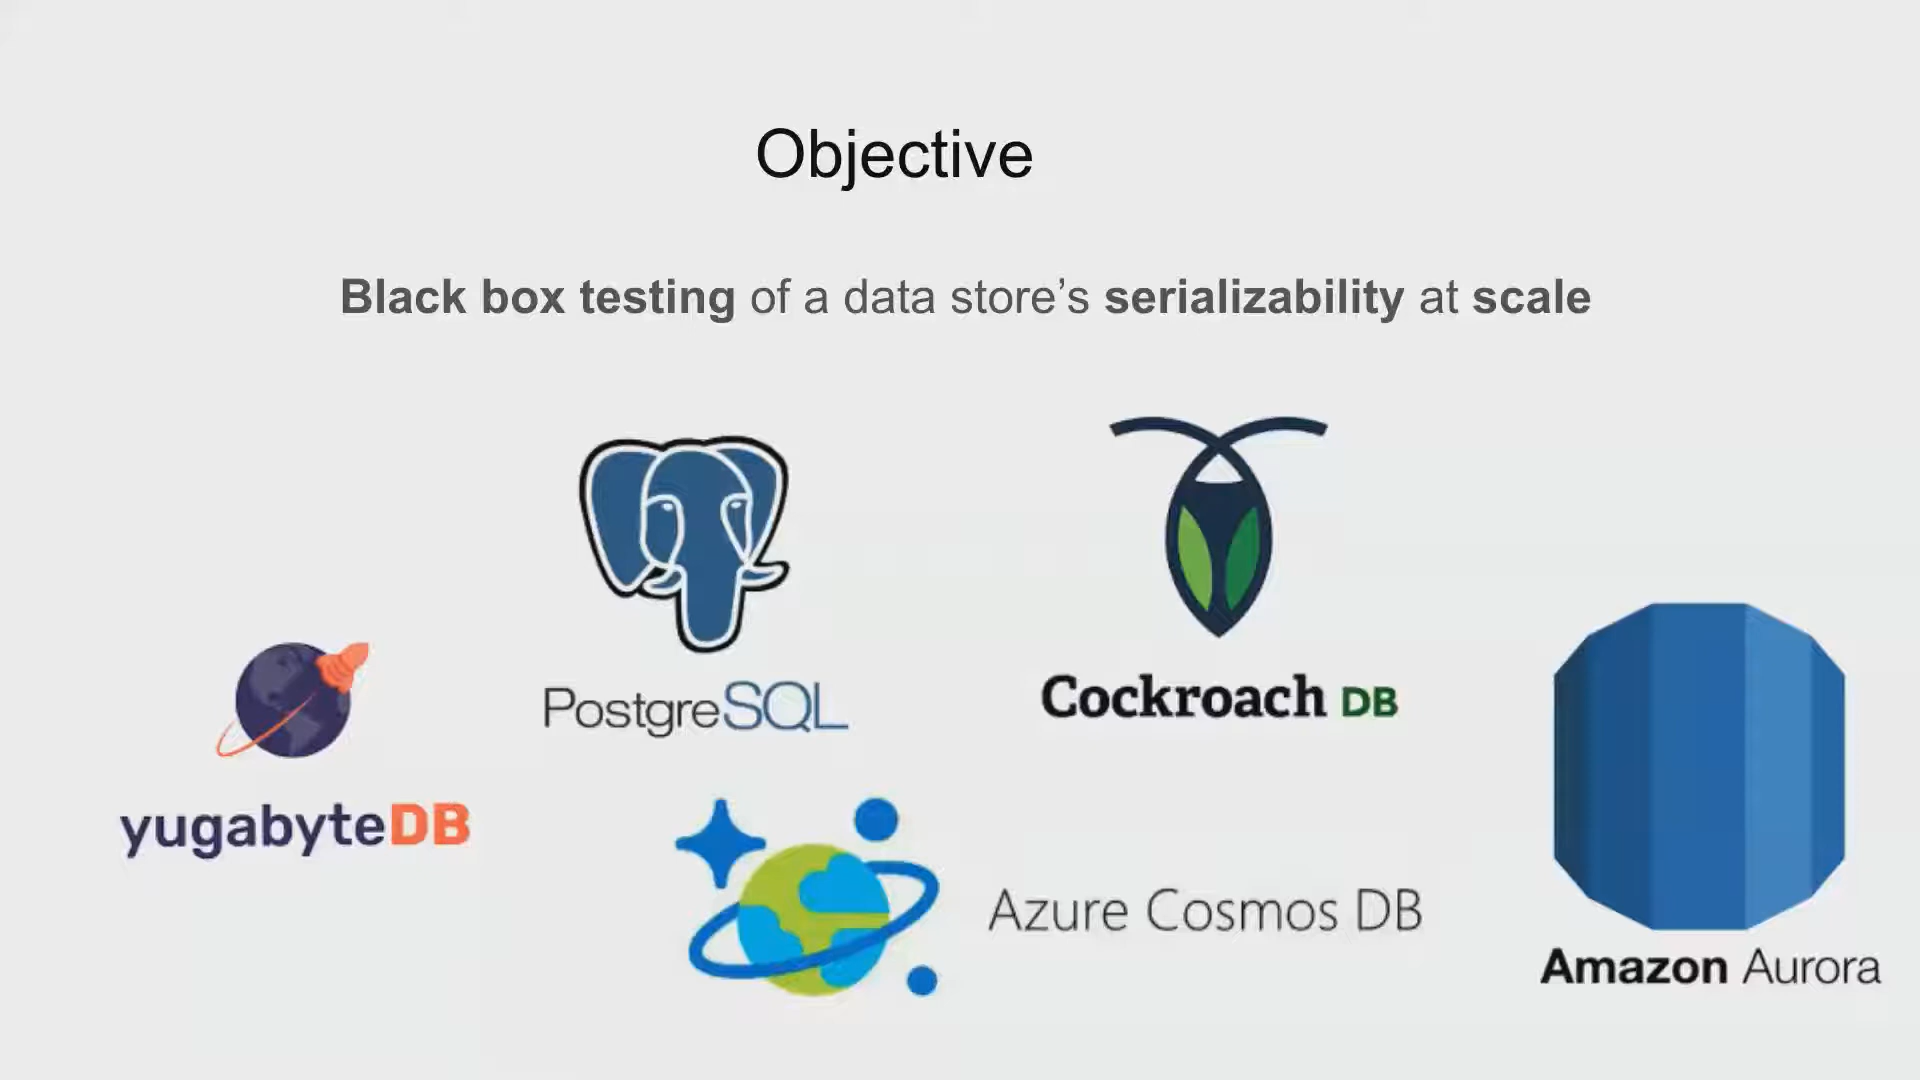 Objective
Black box testing of a data store’s serializability at scale
PostgreSQL
Cockroach DB
yugabyteDB
Azure Cosmos DB
Amazon Aurora